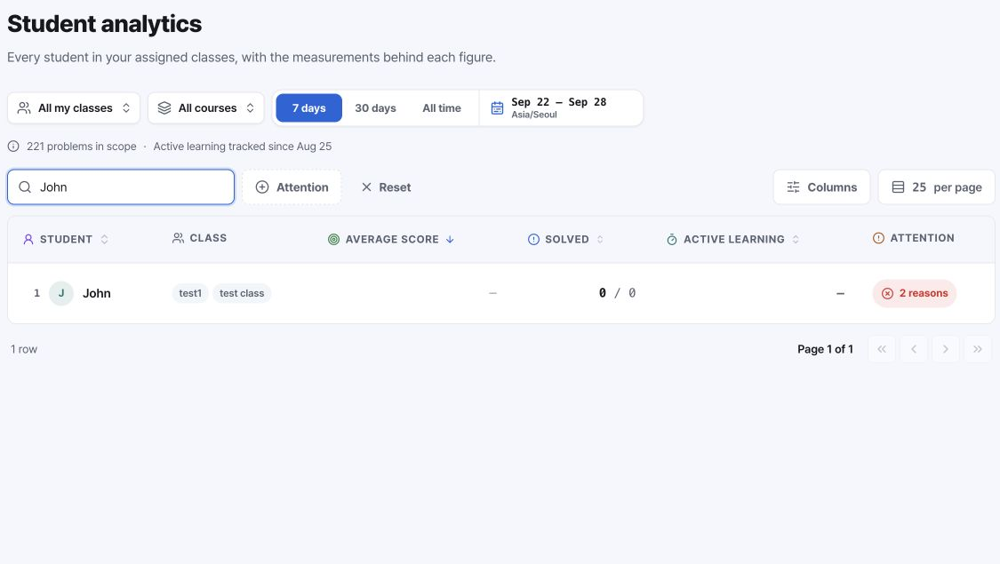 Student analytics
Every student in your assigned classes, with the measurements behind each figure.
All my classes All courses 7 days 30 days All time Sep 22 – Sep 28
Asia/Seoul
221 problems in scope · Active learning tracked since Aug 25
John Attention Reset Columns 25 per page
STUDENT CLASS AVERAGE SCORE SOLVED ACTIVE LEARNING ATTENTION
1 J John test1 test class – 0 / 0 – 2 reasons
1 row Page 1 of 1